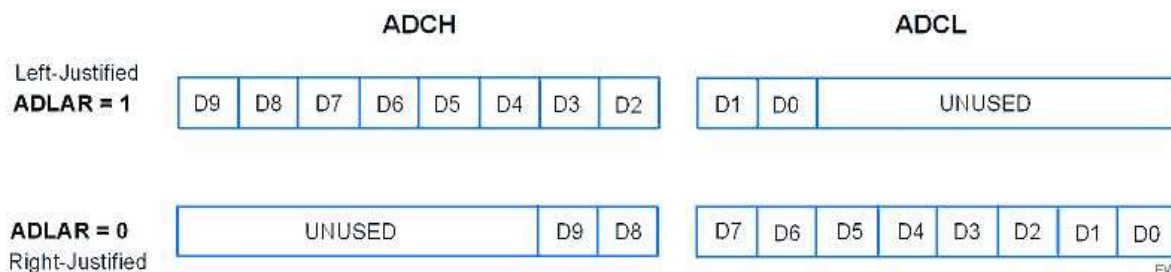 ADCH ADCL
Left-Justified
ADLAR = 1 D9 D8 D7 D6 D5 D4 D3 D2 D1 D0 UNUSED
ADLAR = 0 UNUSED D9 D8 D7 D6 D5 D4 D3 D2 D1 D0
Right-Justified